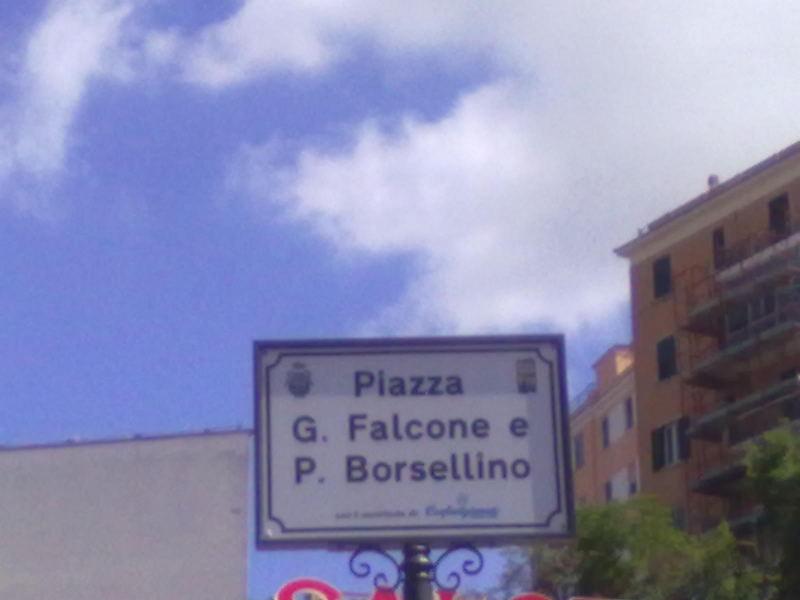 Piazza
G. Falcone e
P. Borsellino